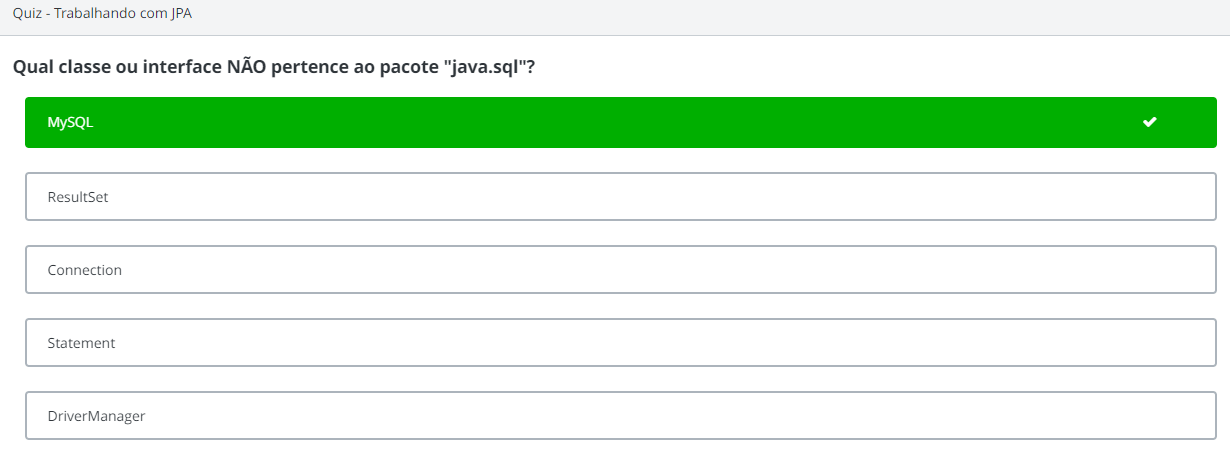 Quiz - Trabalhando com JPA
Qual classe ou interface NÃO pertence ao pacote "java.sql"?
MySQL
ResultSet
Connection
Statement
DriverManager